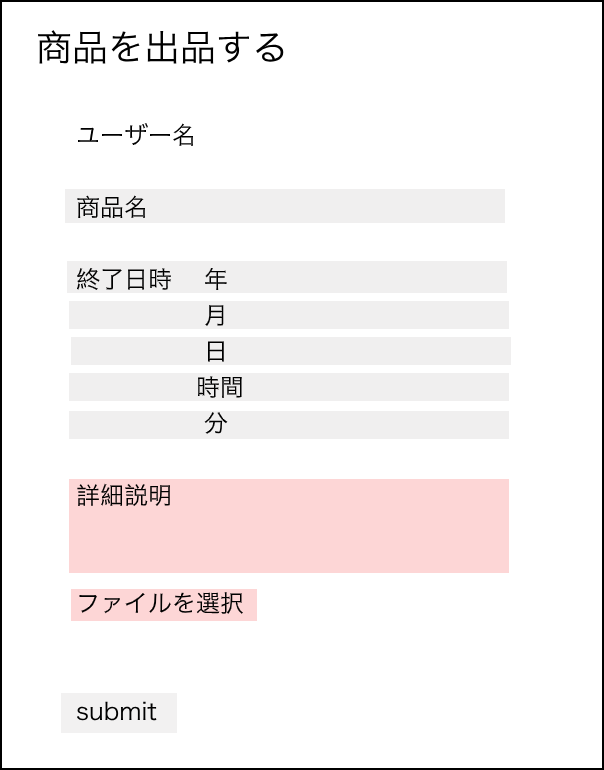 商品を出品する
ユーザー名
商品名
終了日時 年
月
日
時間
分
詳細説明
ファイルを選択
submit